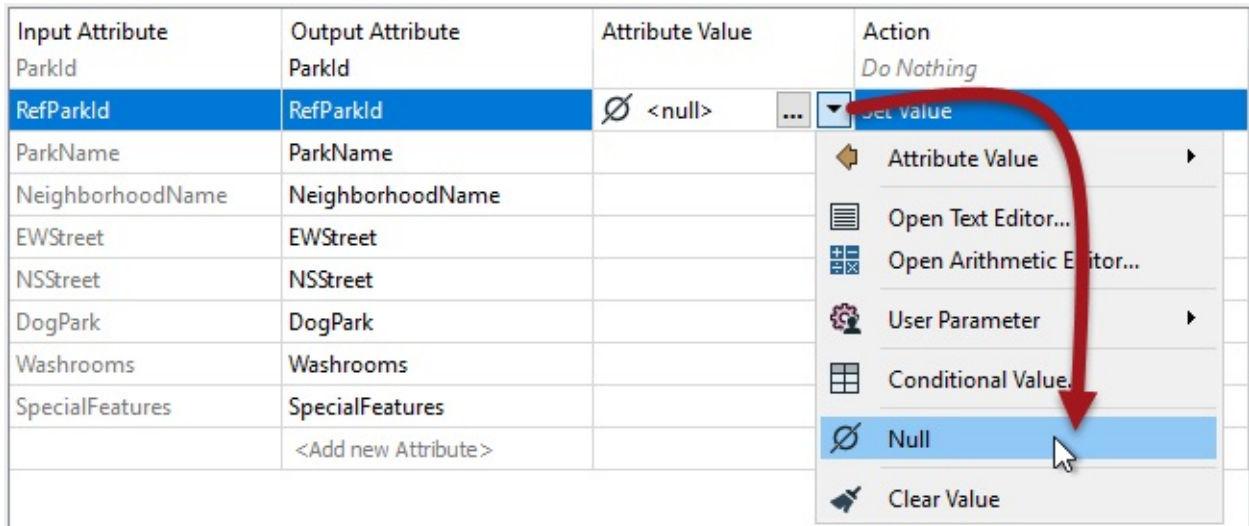 Input Attribute Output Attribute Attribute Value Action
ParkId ParkId Do Nothing
RefParkId RefParkId <null> ... Set Value
ParkName ParkName
Attribute Value
NeighborhoodName NeighborhoodName
Open Text Editor...
EWStreet EWStreet
Open Arithmetic Editor...
NSStreet NSStreet
DogPark DogPark
User Parameter
Washrooms Washrooms
Conditional Value...
SpecialFeatures SpecialFeatures
<Add new Attribute>
Null
Clear Value